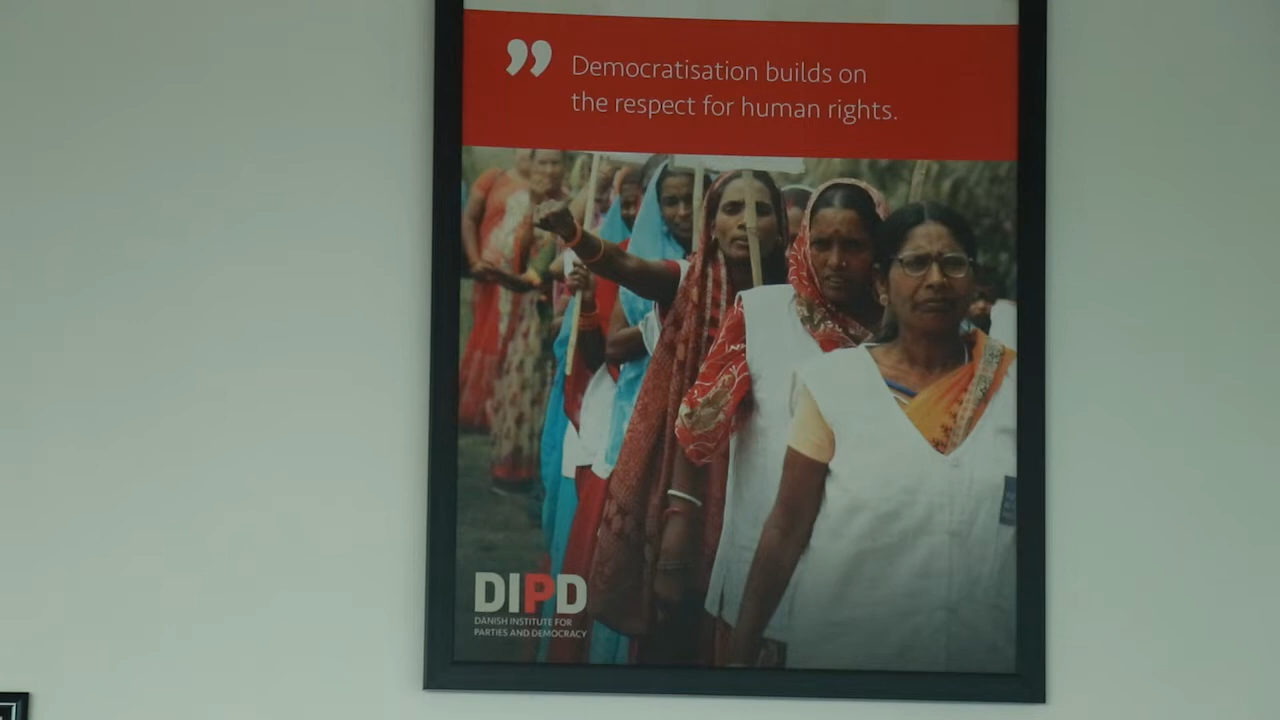 ” Democratisation builds on
the respect for human rights.
DIPD
DANISH INSTITUTE FOR
PARTIES AND DEMOCRACY